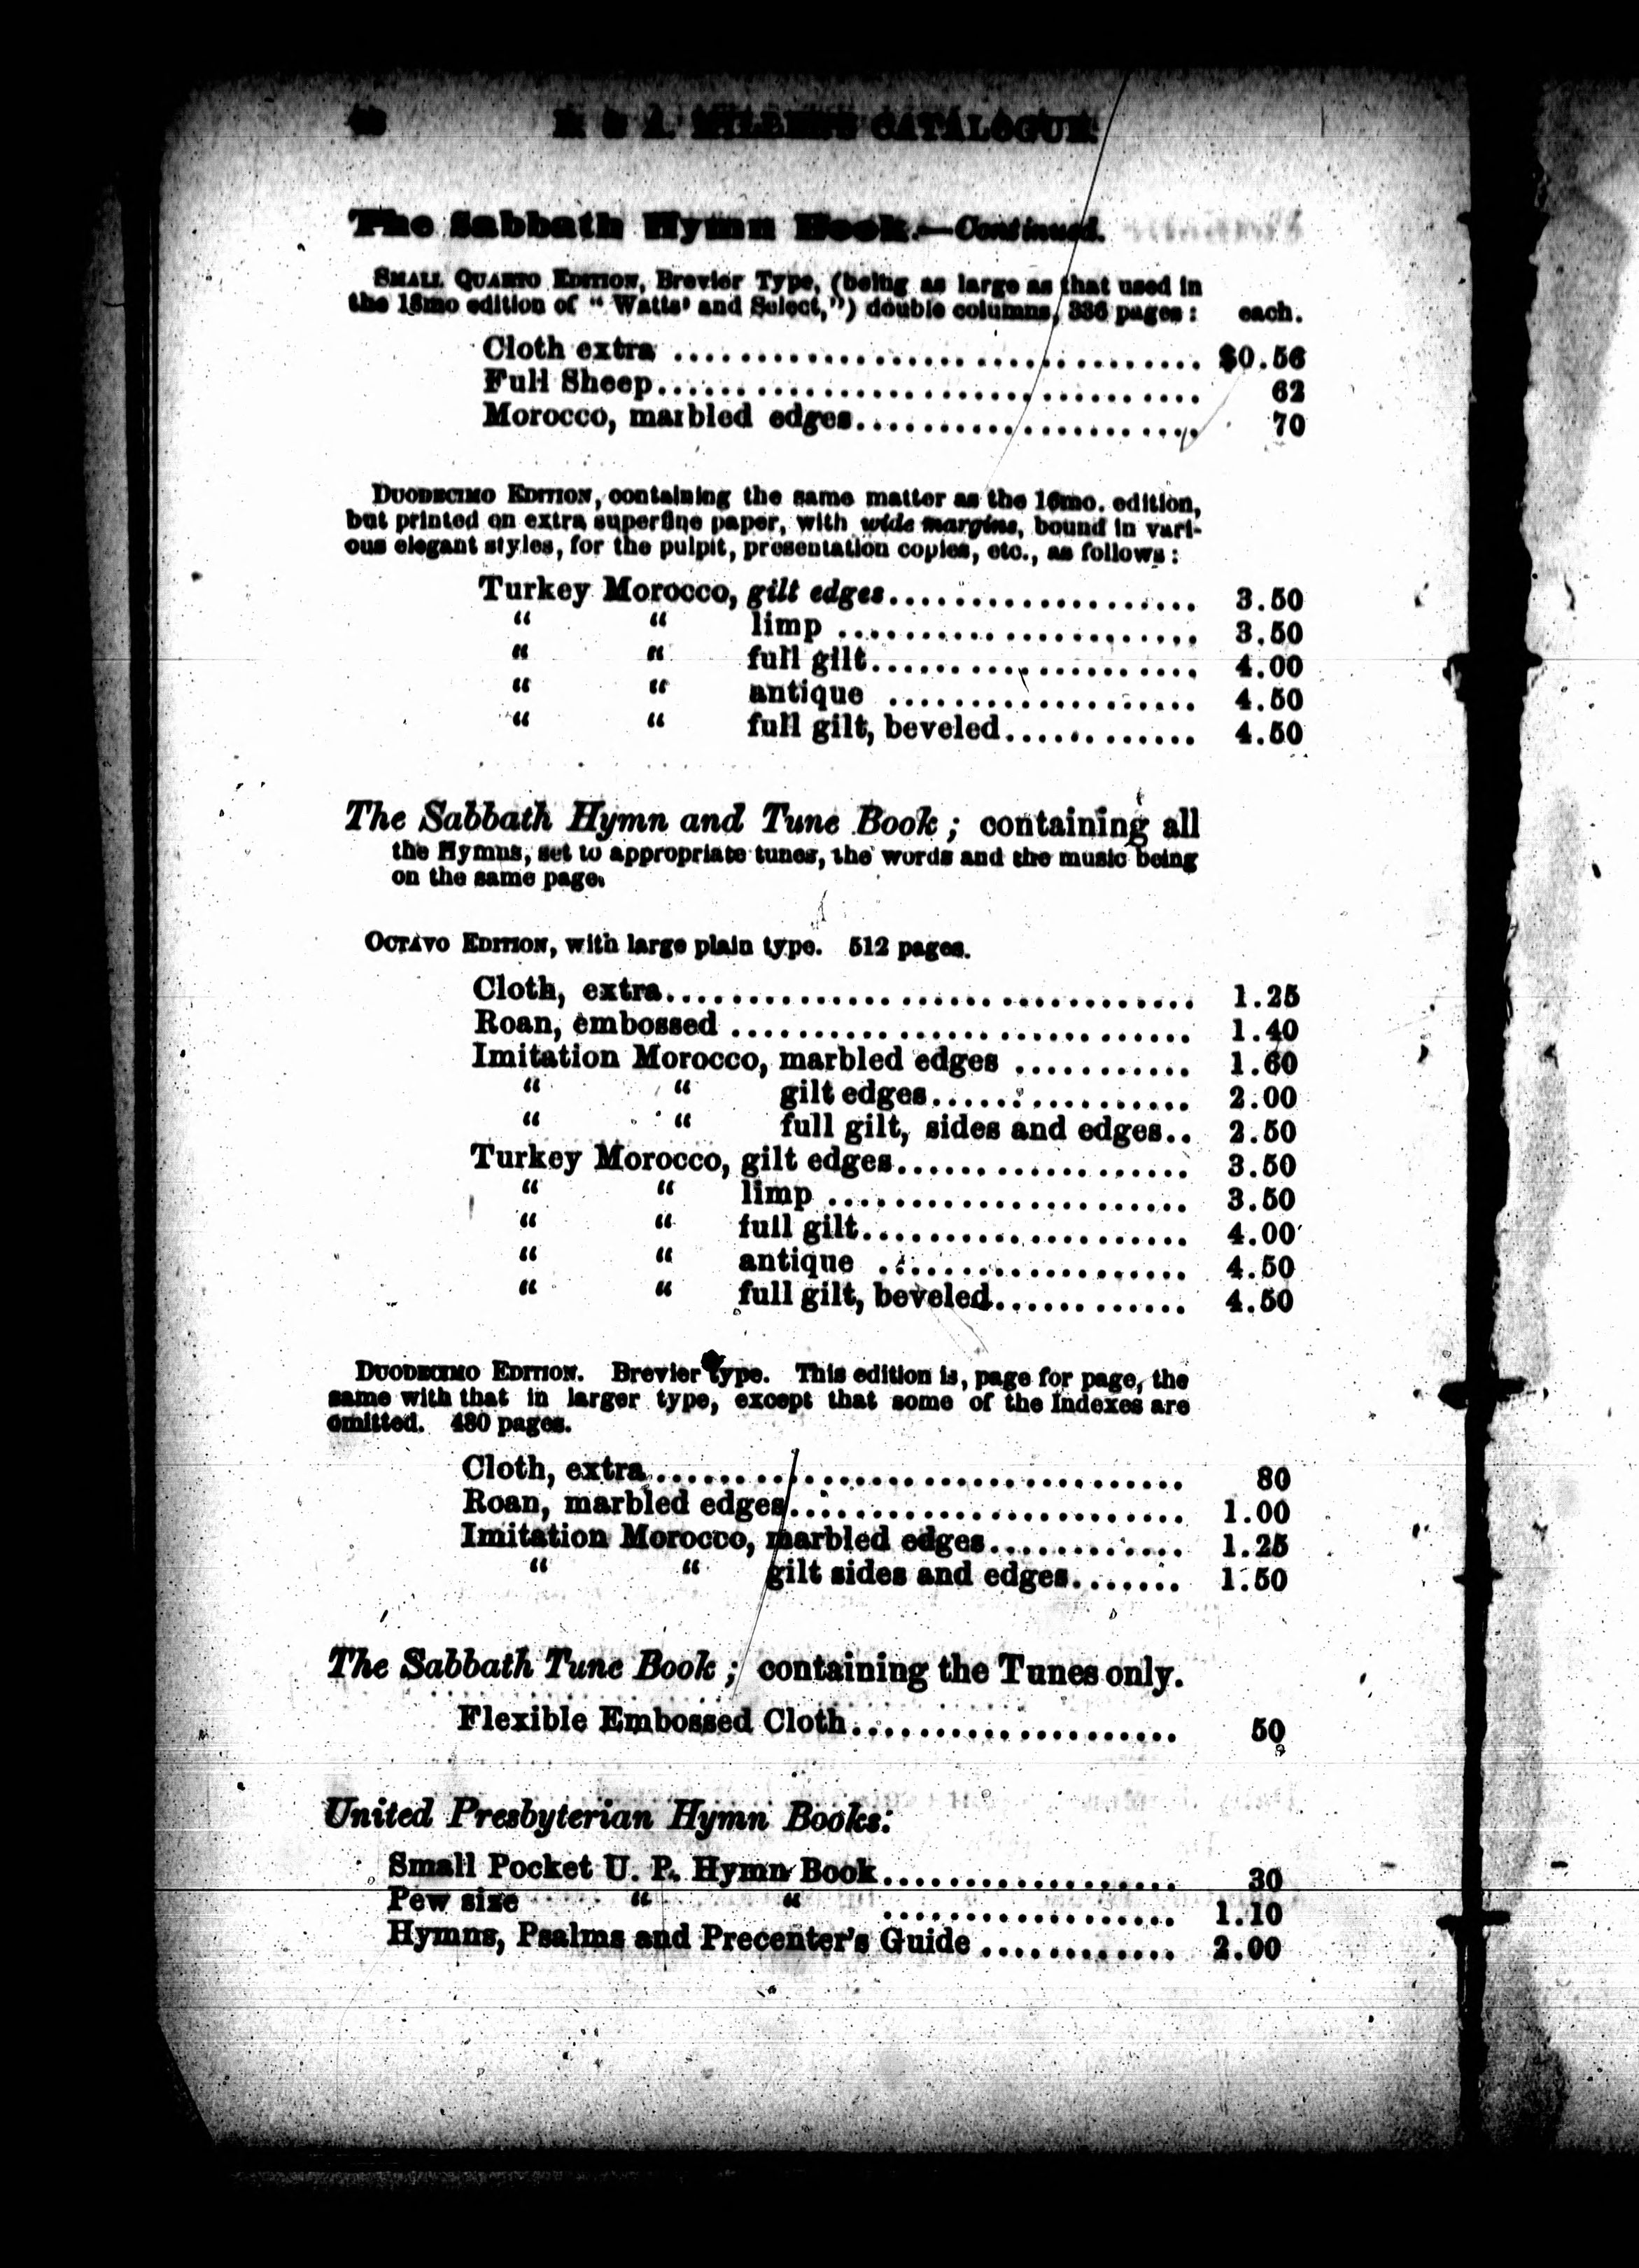 R & A. MILLER'S CATALOGUE
The Sabbath Hymn Book.—Continued.
SMALL QUARTO EDITION, Brevier Type, (being as large as that used in
the 18mo edition of “ Watts' and Select,”) double columns, 336 pages : each.
Cloth extra .................................. $0.56
Full Sheep.................................. 62
Morocco, marbled edges...................... 70
DUODECIMO EDITION, containing the same matter as the 16mo. edition,
but printed on extra superfine paper, with wide margins, bound in vari-
ous elegant styles, for the pulpit, presentation copies, etc., as follows :
Turkey Morocco, gilt edges................... 3.50
“ “ limp ...................... 3.50
“ “ full gilt.................... 4.00
“ “ antique ................... 4.50
“ “ full gilt, beveled............ 4.50
The Sabbath Hymn and Tune Book ; containing all
the Hymns, set to appropriate tunes, the words and the music being
on the same page.
OCTAVO EDITION, with large plain type. 512 pages.
Cloth, extra................................. 1.25
Roan, embossed ............................. 1.40
Imitation Morocco, marbled edges ........... 1.60
“ “ gilt edges................ 2.00
“ “ full gilt, sides and edges.. 2.50
Turkey Morocco, gilt edges.................. 3.50
“ “ limp ...................... 3.50
“ “ full gilt.................... 4.00
“ “ antique ................... 4.50
“ “ full gilt, beveled............ 4.50
DUODECIMO EDITION. Brevier type. This edition is, page for page, the
same with that in larger type, except that some of the Indexes are
omitted. 480 pages.
Cloth, extra................................. 80
Roan, marbled edges......................... 1.00
Imitation Morocco, marbled edges............ 1.25
“ “ gilt sides and edges....... 1.50
The Sabbath Tune Book ; containing the Tunes only.
Flexible Embossed Cloth.................... 50
United Presbyterian Hymn Books:
Small Pocket U. P. Hymn Book.................. 30
Pew size “ “ .................. 1.10
Hymns, Psalms and Precenter's Guide ............ 2.00